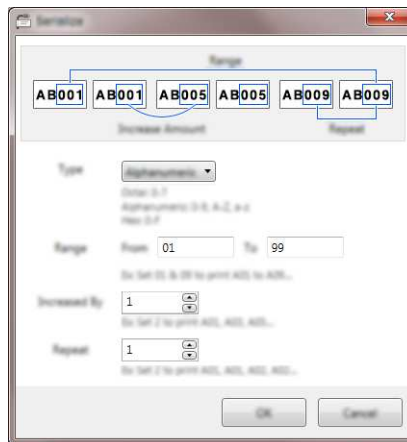 Serialize
Range
AB001 AB001 AB005 AB005 AB009 AB009
Increase Amount Repeat
Type Alphanumeric
Octal 0-7
Alphanumeric 0-9, A-Z, a-z
Hex 0-F
Range From 01 To 99
Ex Set 01 & 09 to print A01 to A09...
Increased By 1
Ex Set 2 to print A01, A03, A05...
Repeat 1
Ex Set 2 to print A01, A01, A02, A02...
OK Cancel